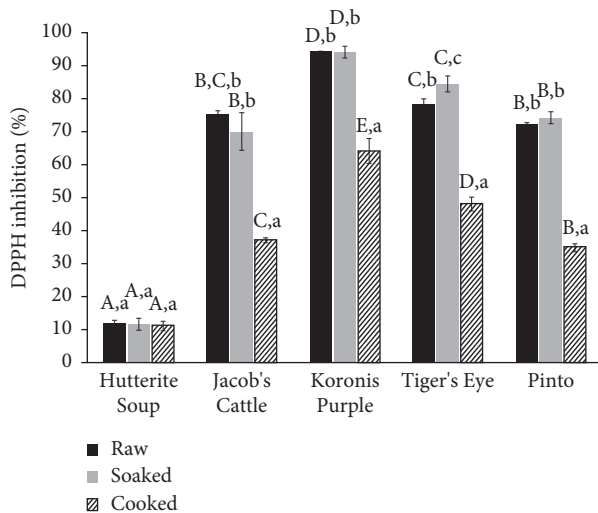 DPPH inhibition (%)
100
90
80
70
60
50
40
30
20
10
0
A,a
A,a
A,a
B,C,b
B,b
C,a
D,b
D,b
E,a
C,b
C,c
D,a
B,b
B,b
B,a
Hutterite
Soup
Jacob's
Cattle
Koronis
Purple
Tiger's Eye
Pinto
Raw
Soaked
Cooked